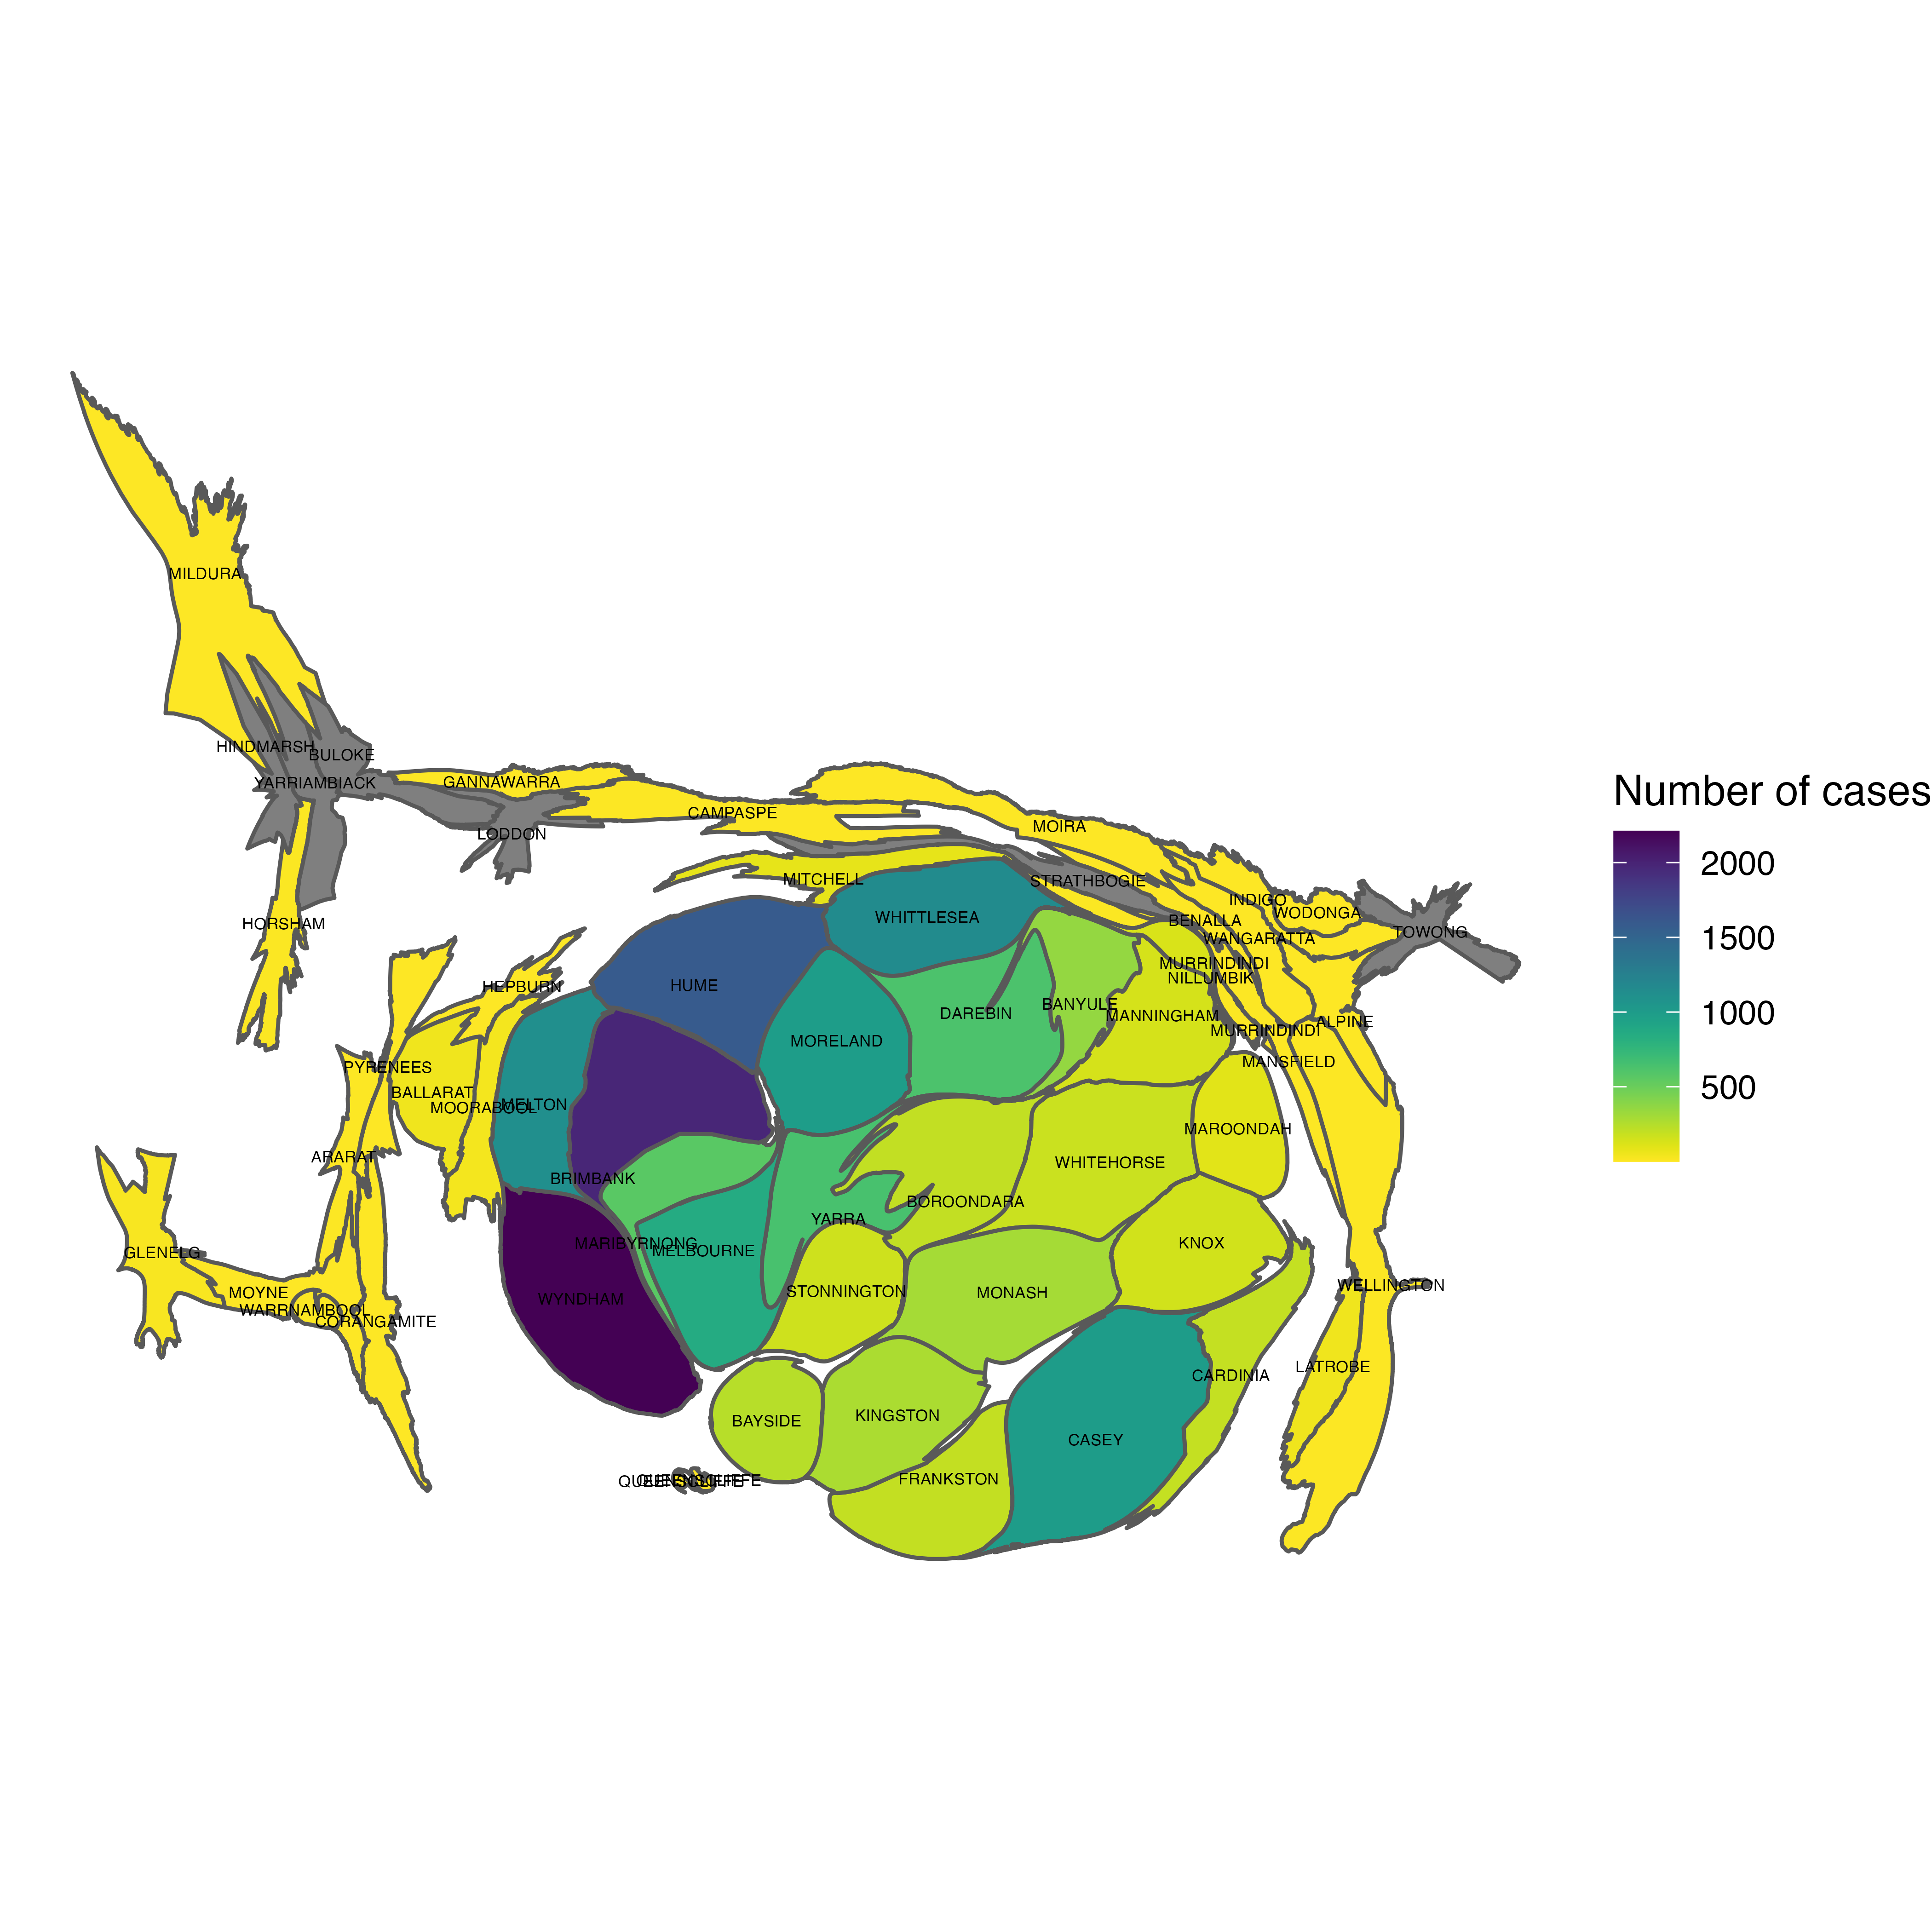 MILDURA
HINDMARSH
BULOKE
YARRIAMBIACK
GANNAWARRA
CAMPASPE
LODDON
MOIRA
MITCHELL
STRATHBOGIE
HORSHAM
WHITTLESEA
INDIGO
WODONGA
BENALLA
TOWONG
WANGARATTA
MURRINDINDI
NILLUMBIK
HEPBURN
HUME
DAREBIN
BANYULE
MANNINGHAM
ALPINE
MURRINDINDI
MORELAND
MANSFIELD
PYRENEES
BALLARAT
MOORABOOL
MELTON
MAROONDAH
ARARAT
WHITEHORSE
BRIMBANK
BOROONDARA
YARRA
GLENELG
MARIBYRNONG
MELBOURNE
KNOX
WELLINGTON
MOYNE
WARRNAMBOOL
CORANGAMITE
WYNDHAM
STONNINGTON
MONASH
LATROBE
CARDINIA
BAYSIDE
KINGSTON
CASEY
FRANKSTON
QUEENSCLIFFE
QUEENSCLIFFE
Number of cases
2000
1500
1000
500